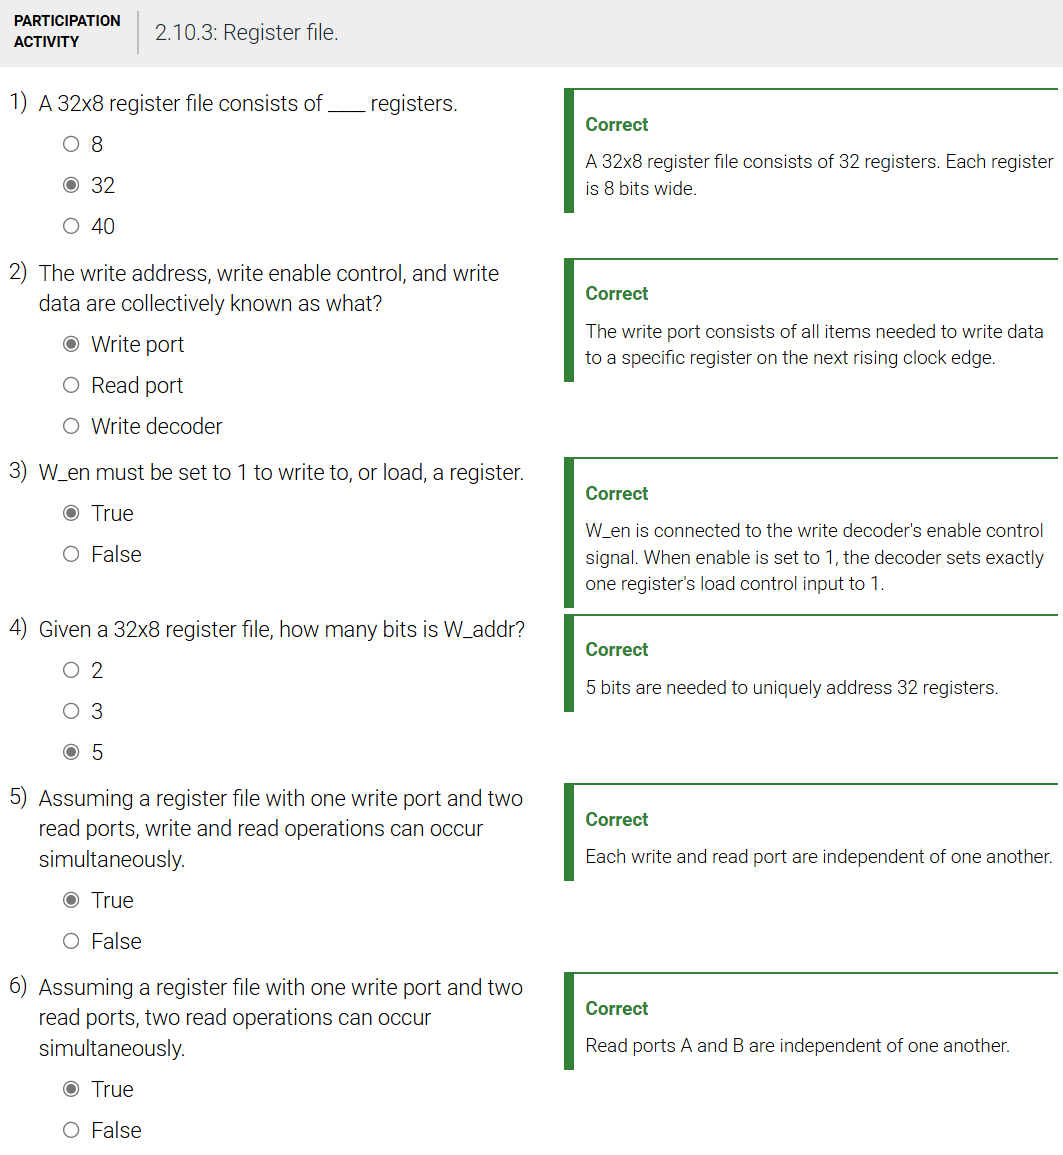 PARTICIPATION
ACTIVITY
2.10.3: Register file.
1) A 32x8 register file consists of ____ registers.
8
32
40
Correct
A 32x8 register file consists of 32 registers. Each register
is 8 bits wide.
2) The write address, write enable control, and write
data are collectively known as what?
Write port
Read port
Write decoder
Correct
The write port consists of all items needed to write data
to a specific register on the next rising clock edge.
3) W_en must be set to 1 to write to, or load, a register.
True
False
Correct
W_en is connected to the write decoder's enable control
signal. When enable is set to 1, the decoder sets exactly
one register's load control input to 1.
4) Given a 32x8 register file, how many bits is W_addr?
2
3
5
Correct
5 bits are needed to uniquely address 32 registers.
5) Assuming a register file with one write port and two
read ports, write and read operations can occur
simultaneously.
True
False
Correct
Each write and read port are independent of one another.
6) Assuming a register file with one write port and two
read ports, two read operations can occur
simultaneously.
True
False
Correct
Read ports A and B are independent of one another.